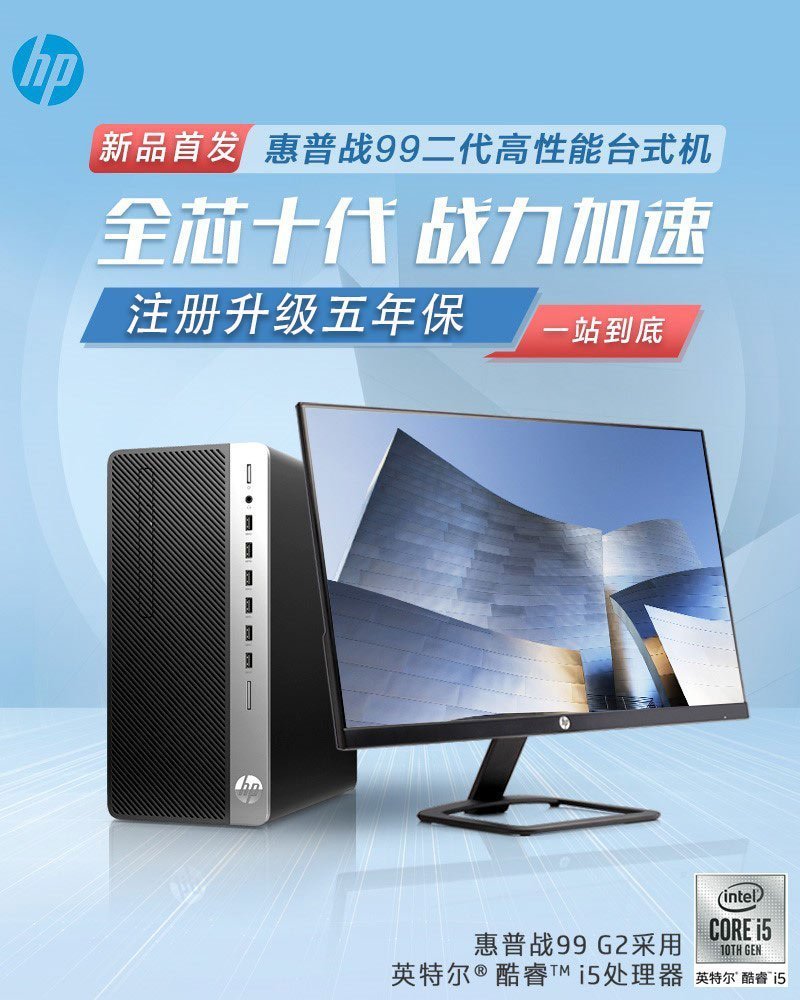 hp
新品首发 惠普战99二代高性能台式机
全芯十代 战力加速
注册升级五年保 一站到底
hp
hp
惠普战99 G2采用
英特尔® 酷睿™ i5处理器
intel
CORE i5
10TH GEN
英特尔® 酷睿™ i5